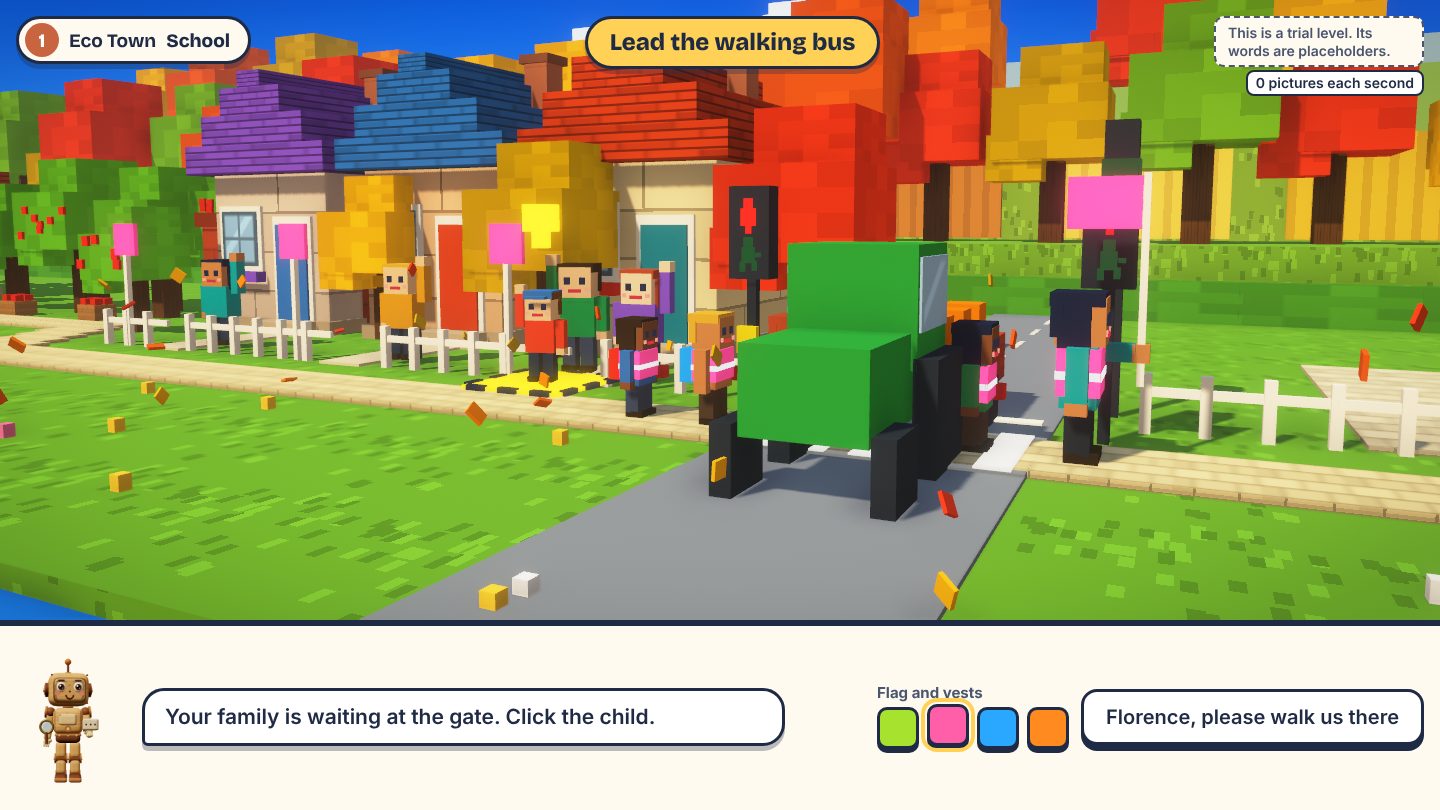 1 Eco Town School
Lead the walking bus
This is a trial level. Its
words are placeholders.
0 pictures each second
Your family is waiting at the gate. Click the child.
Flag and vests
Florence, please walk us there